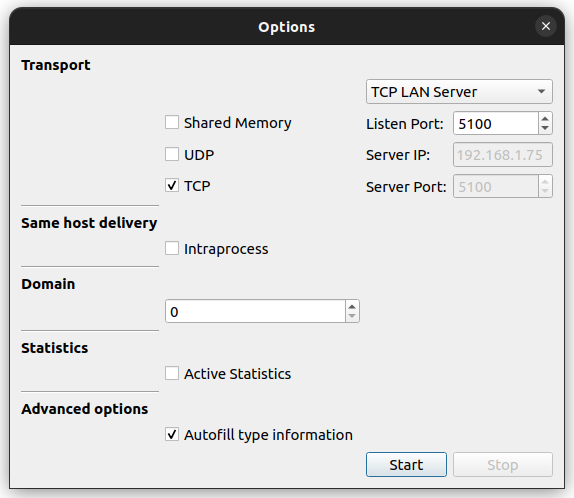 Options
Transport
TCP LAN Server
Shared Memory
Listen Port: 5100
UDP
Server IP: 192.168.1.75
TCP
Server Port: 5100
Same host delivery
Intraprocess
Domain
0
Statistics
Active Statistics
Advanced options
Autofill type information
Start
Stop